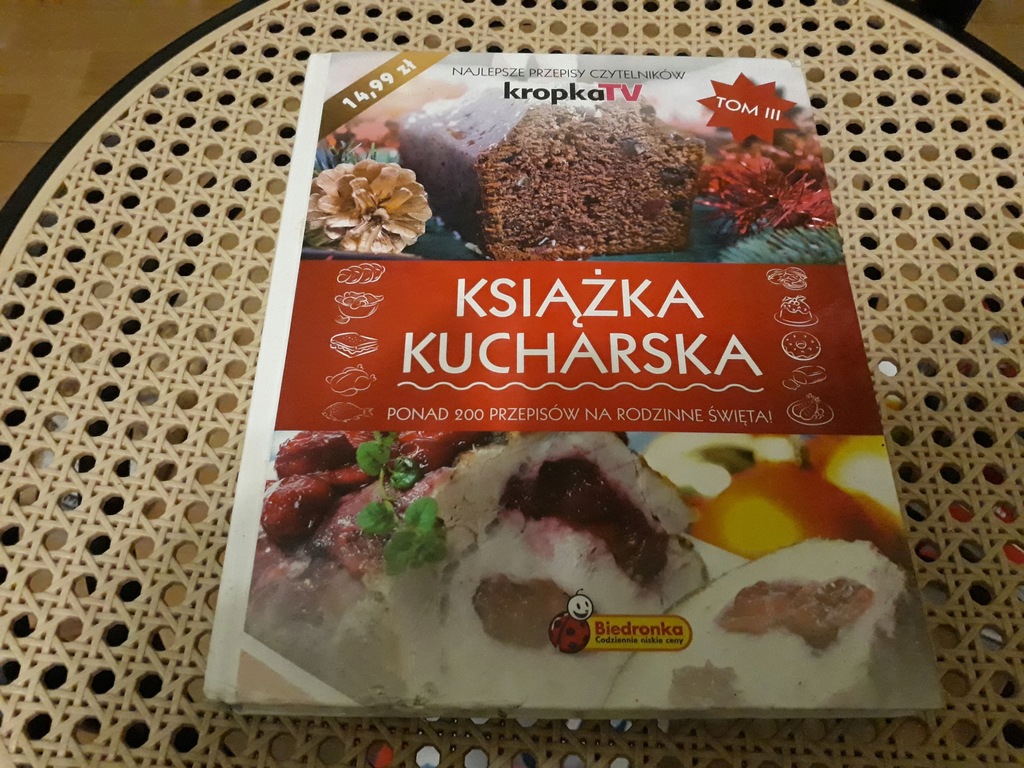 14,99 zł
NAJLEPSZE PRZEPISY CZYTELNIKÓW
kropkaTV
TOM III
KSIĄŻKA
KUCHARSKA
PONAD 200 PRZEPISÓW NA RODZINNE ŚWIĘTA!
Biedronka
Codziennie niskie ceny